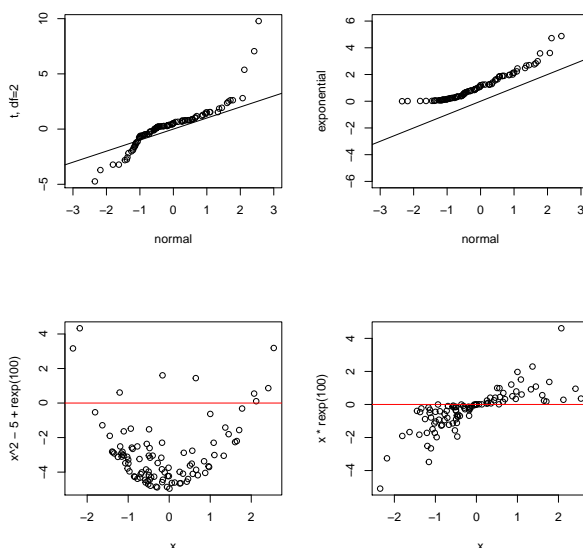 t, df=2
10
5
0
−5
−3 −2 −1 0 1 2 3
normal
exponential
6
4
2
0
−2
−4
−6
−3 −2 −1 0 1 2 3
normal
x^2 − 5 + rexp(100)
4
2
0
−2
−4
−2 −1 0 1 2
x
x * rexp(100)
4
2
0
−2
−4
−2 −1 0 1 2
x